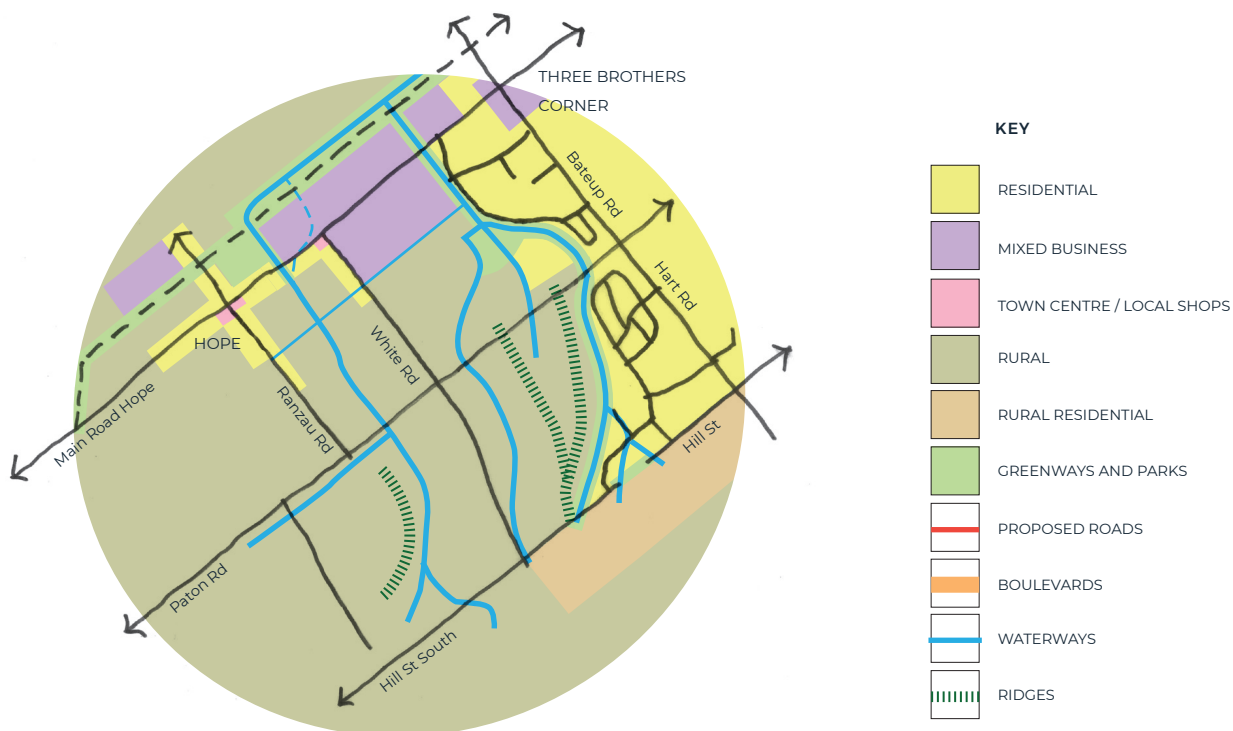 THREE BROTHERS
CORNER
Bateup Rd
Hart Rd
HOPE
White Rd
Ranzau Rd
Main Road Hope
Hill St
Paton Rd
Hill St South
KEY
RESIDENTIAL
MIXED BUSINESS
TOWN CENTRE / LOCAL SHOPS
RURAL
RURAL RESIDENTIAL
GREENWAYS AND PARKS
PROPOSED ROADS
BOULEVARDS
WATERWAYS
RIDGES